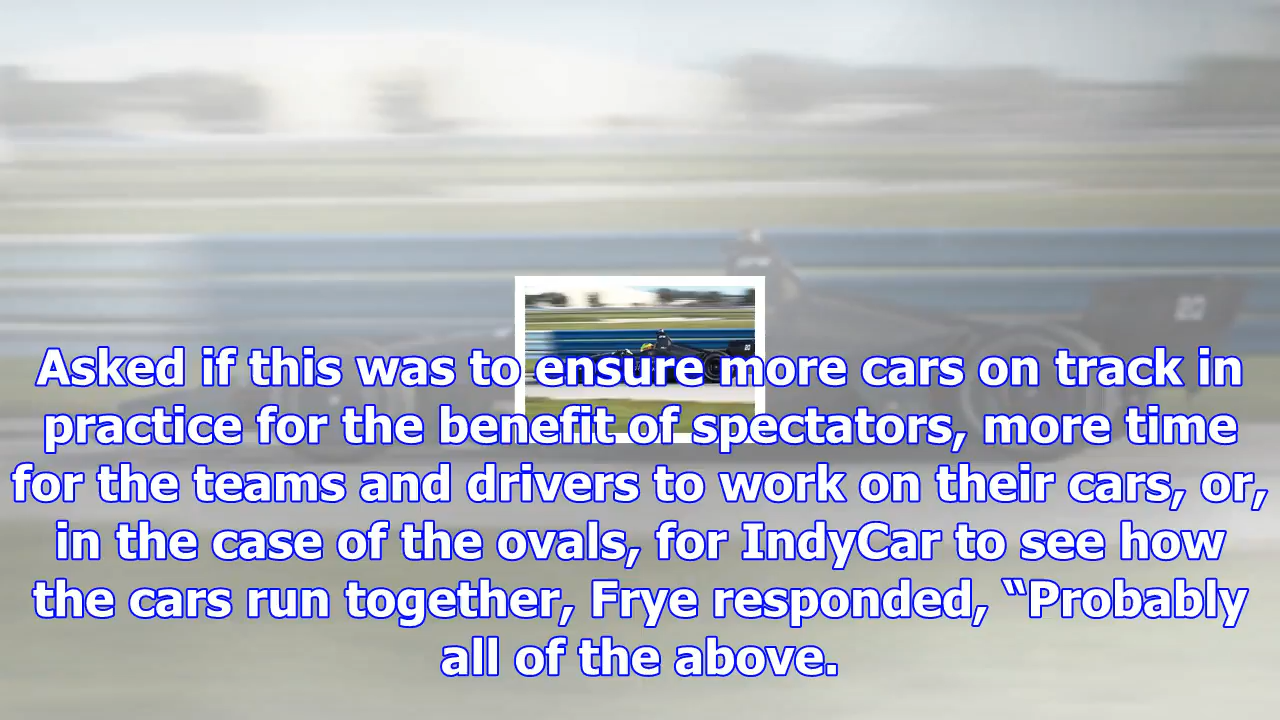 Asked if this was to ensure more cars on track in
practice for the benefit of spectators, more time
for the teams and drivers to work on their cars, or,
in the case of the ovals, for IndyCar to see how
the cars run together, Frye responded, “Probably
all of the above.